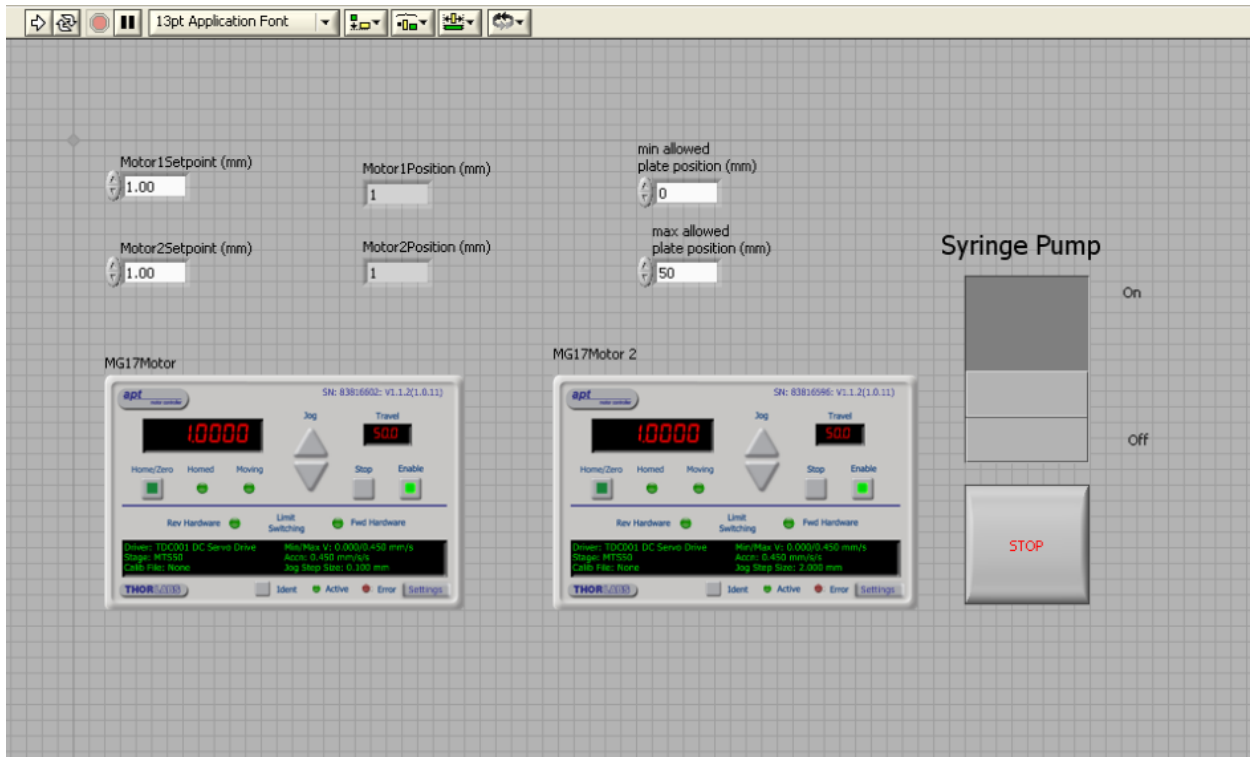 13pt Application Font
Motor1Setpoint (mm)
1.00
Motor1Position (mm)
1
min allowed
plate position (mm)
0
Motor2Setpoint (mm)
1.00
Motor2Position (mm)
1
max allowed
plate position (mm)
50
Syringe Pump
On
Off
STOP
MG17Motor
apt
SN: 83816602: V1.1.2(1.0.11)
1.0000
Jog
Travel
50.0
Home/Zero Homed Moving
Stop Enable
Rev Hardware
Limit
Switching
Fwd Hardware
Driver: TDC001 DC Servo Drive Min/Max V: 0.000/0.450 mm/s
Stage: MTS50 Accn: 0.450 mm/s/s
Calib File: None Jog Step Size: 0.100 mm
THORLABS
Ident Active Error Settings
MG17Motor 2
apt
SN: 83816596: V1.1.2(1.0.11)
1.0000
Jog
Travel
50.0
Home/Zero Homed Moving
Stop Enable
Rev Hardware
Limit
Switching
Fwd Hardware
Driver: TDC001 DC Servo Drive Min/Max V: 0.000/0.450 mm/s
Stage: MTS50 Accn: 0.450 mm/s/s
Calib File: None Jog Step Size: 2.000 mm
THORLABS
Ident Active Error Settings